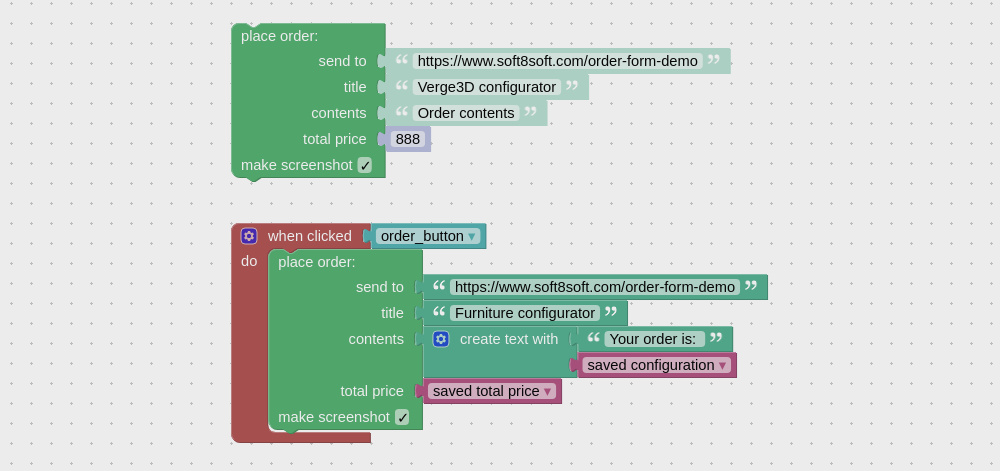 place order:
send to “ https://www.soft8soft.com/order-form-demo ”
title “ Verge3D configurator ”
contents “ Order contents ”
total price 888
make screenshot ✓
when clicked order_button ▾
do place order:
send to “ https://www.soft8soft.com/order-form-demo ”
title “ Furniture configurator ”
contents create text with “ Your order is: ”
saved configuration ▾
total price saved total price ▾
make screenshot ✓